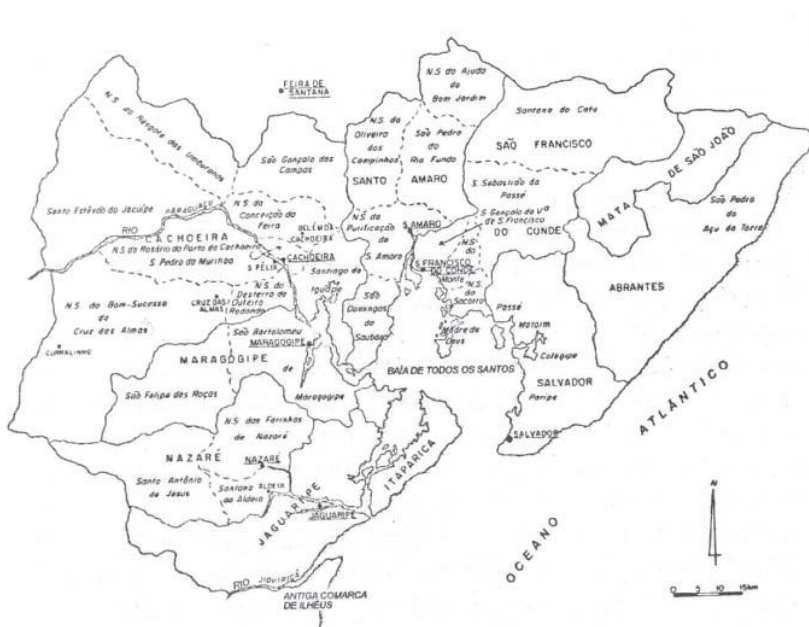 FEIRA DE
SANTANA
N.S. da Ajuda
do
Bom Jardim
Santana do Catu
SÃO FRANCISCO
N.S. do
Oliveira
dos
Campinhos
São Pedro
do
Rio Fundo
SANTO
AMARO
São Gonçalo dos
Campos
S. Sebastião do
Passé
MATA DE SÃO JOÃO
São Pedro
do
Açu da Torre
Santo Estêvão do Jacuípe
N.S. da
Conceição da
Feira
BELÉM DA
CACHOEIRA
N.S. da
Purificação
de
S. Amaro
S. AMARO
S. Gonçalo da Vª
de S. Francisco
DO CONDE
RIO
PARAGUAÇU
CACHOEIRA
N.S. do Rosário do Porto da Cachoeira
S. Pedro da Muritiba
S. FÉLIX
CACHOEIRA
Santiago do
Iguape
S. FRANCISCO
DO CONDE
N.S. do
Monte
N.S.
do
Socorro
ABRANTES
N.S. do Bom-Sucesso
da
Cruz das Almas
CRUZ DAS
ALMAS
N.S. do
Desterro do
Outeiro
Redondo
São
Domingos
de
Saubara
Madre de
Deus
Passé
Matoim
Cotegipe
CURRALINHO
São Bartolomeu
MARAGOGIPE
MARAGOGIPE
de
Maragogipe
BAÍA DE TODOS OS SANTOS
SALVADOR
Paripe
São Felipe das Roças
N.S. das Farinhas
de Nazaré
SALVADOR
ATLÂNTICO
NAZARÉ
NAZARÉ
ITAPARICA
Santo Antônio
de Jesus
Santana
da Aldeia
ALDEIA
JAGUARIPE
JAGUARIPE
N
OCEANO
RIO JIQUIRIÇÁ
ANTIGA COMARCA
DE ILHÉUS
0 5 10 15km